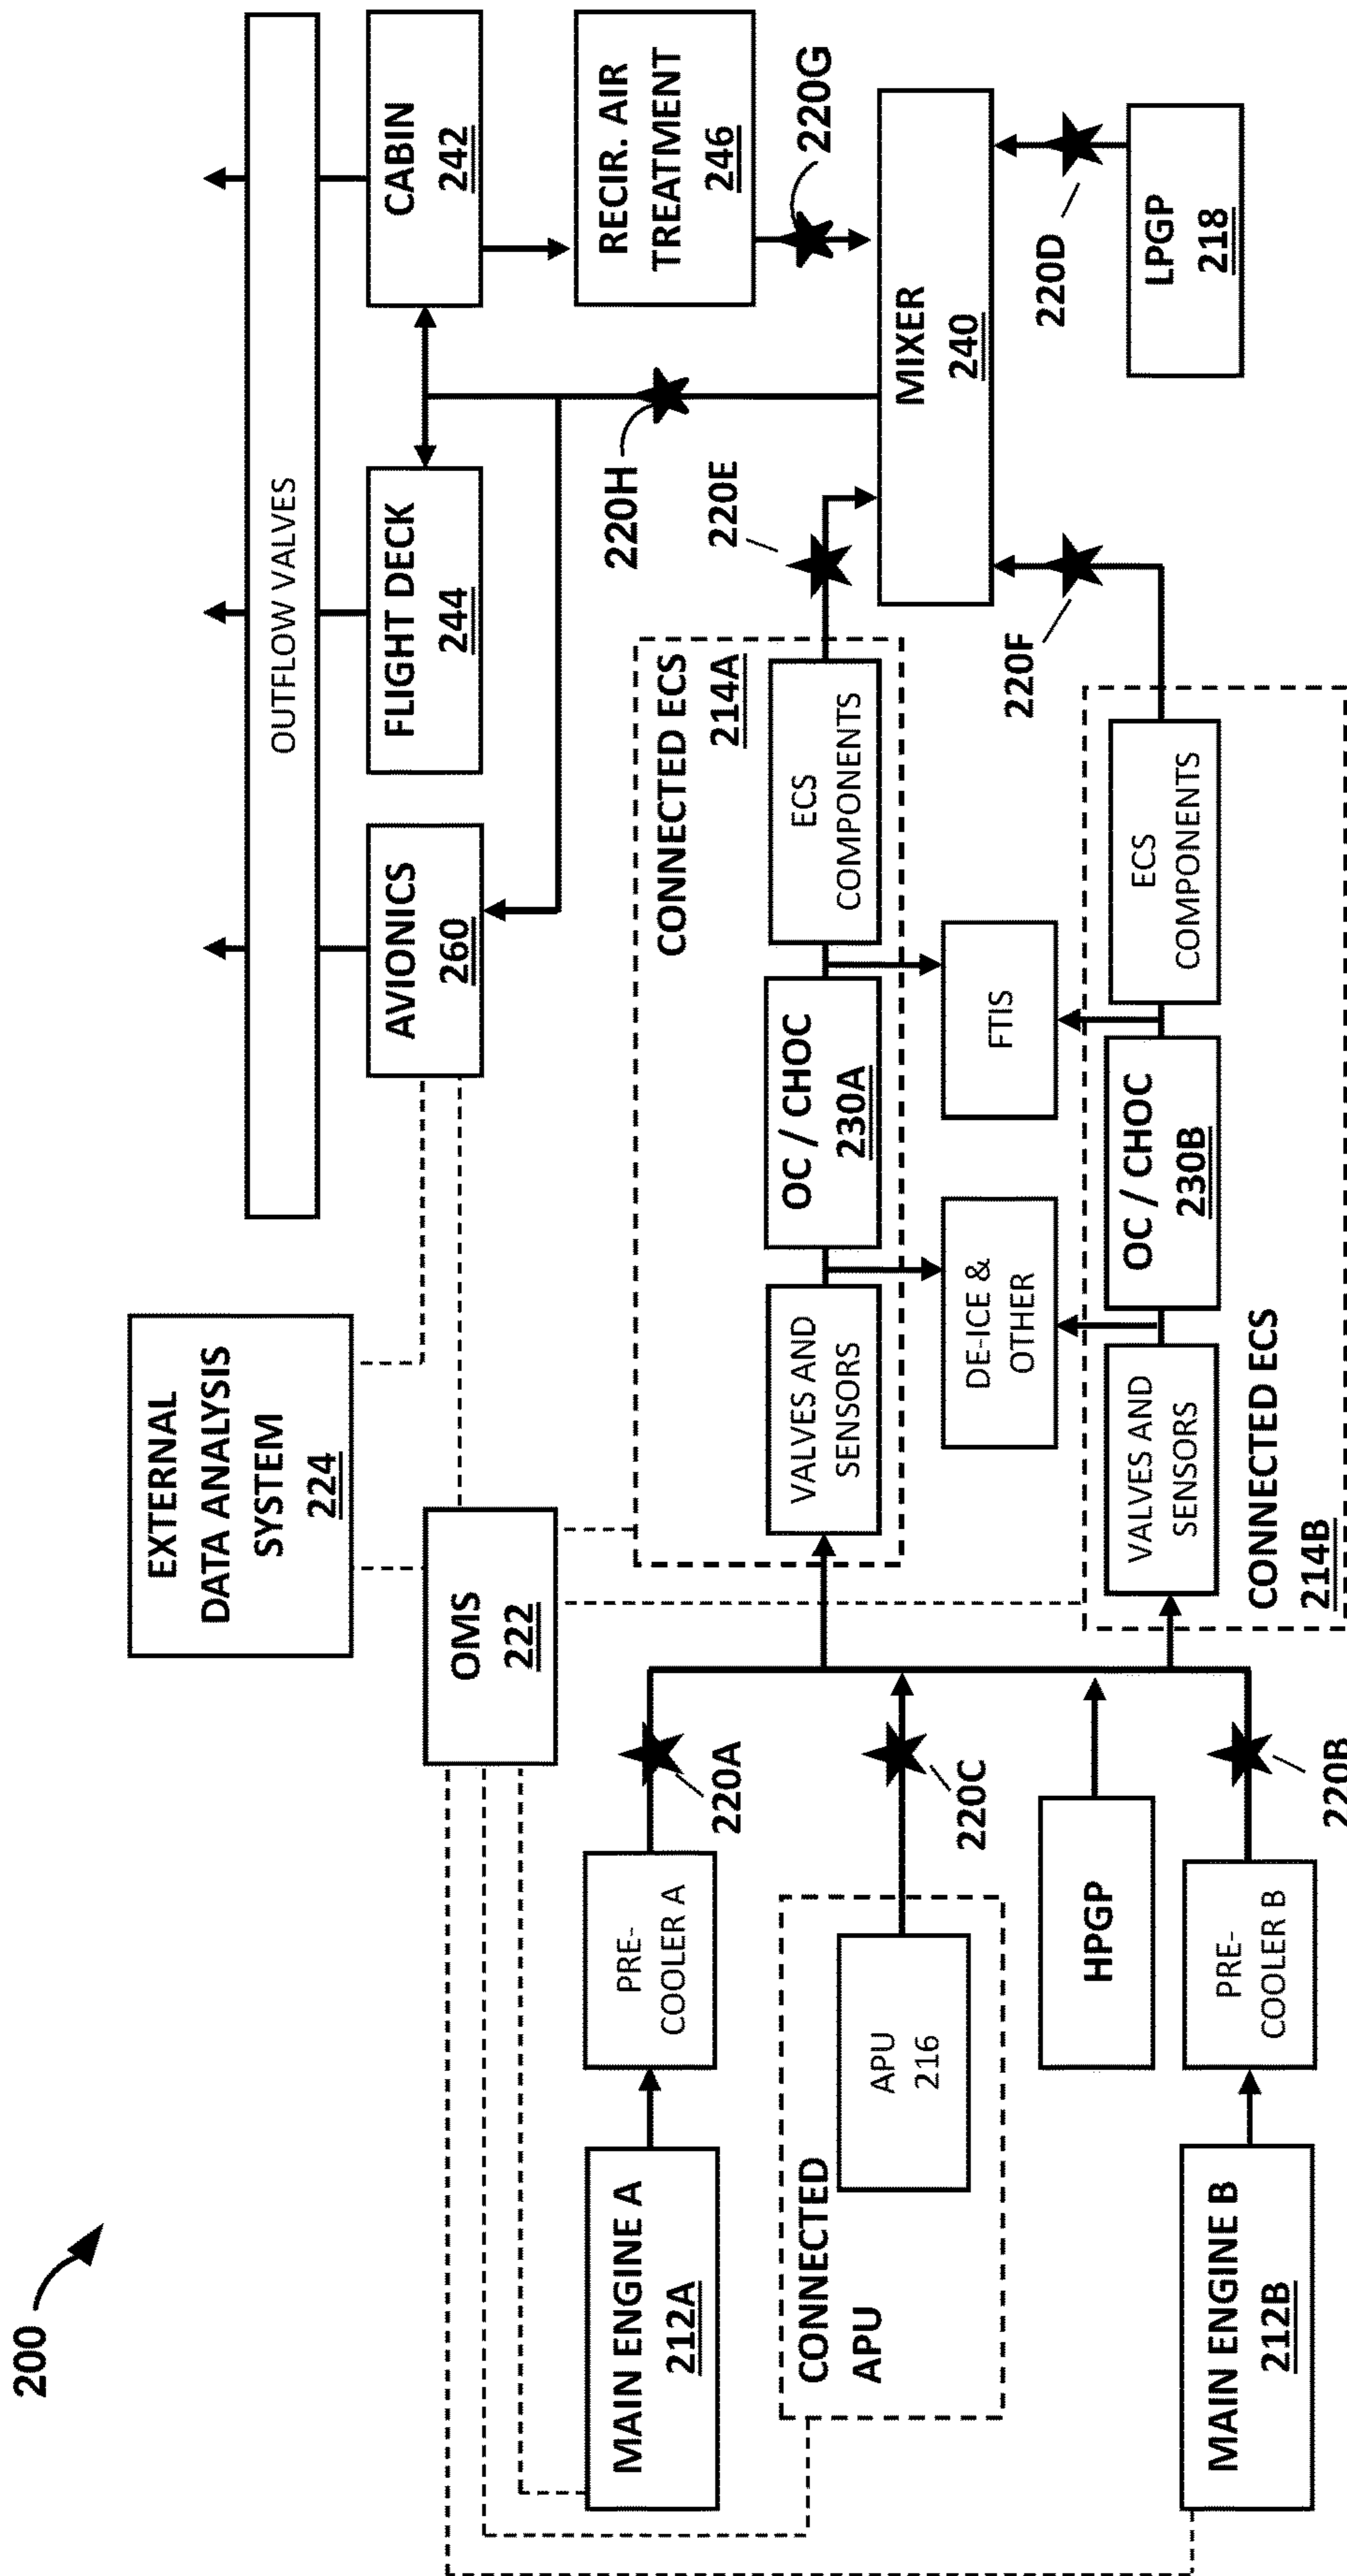 200
EXTERNAL
DATA ANALYSIS
SYSTEM
224
OUTFLOW VALVES
OMS
222
AVIONICS
260
FLIGHT DECK
244
CABIN
242
RECIR. AIR
TREATMENT
246
220G
220H
220E
MAIN ENGINE A
212A
PRE-
COOLER A
220A
CONNECTED ECS
214A
VALVES AND
SENSORS
OC / CHOC
230A
ECS
COMPONENTS
MIXER
240
CONNECTED
APU
APU
216
220C
DE-ICE &
OTHER
FTIS
220F
220D
LPGP
218
HPGP
MAIN ENGINE B
212B
PRE-
COOLER B
220B
VALVES AND
SENSORS
OC / CHOC
230B
ECS
COMPONENTS
CONNECTED ECS
214B